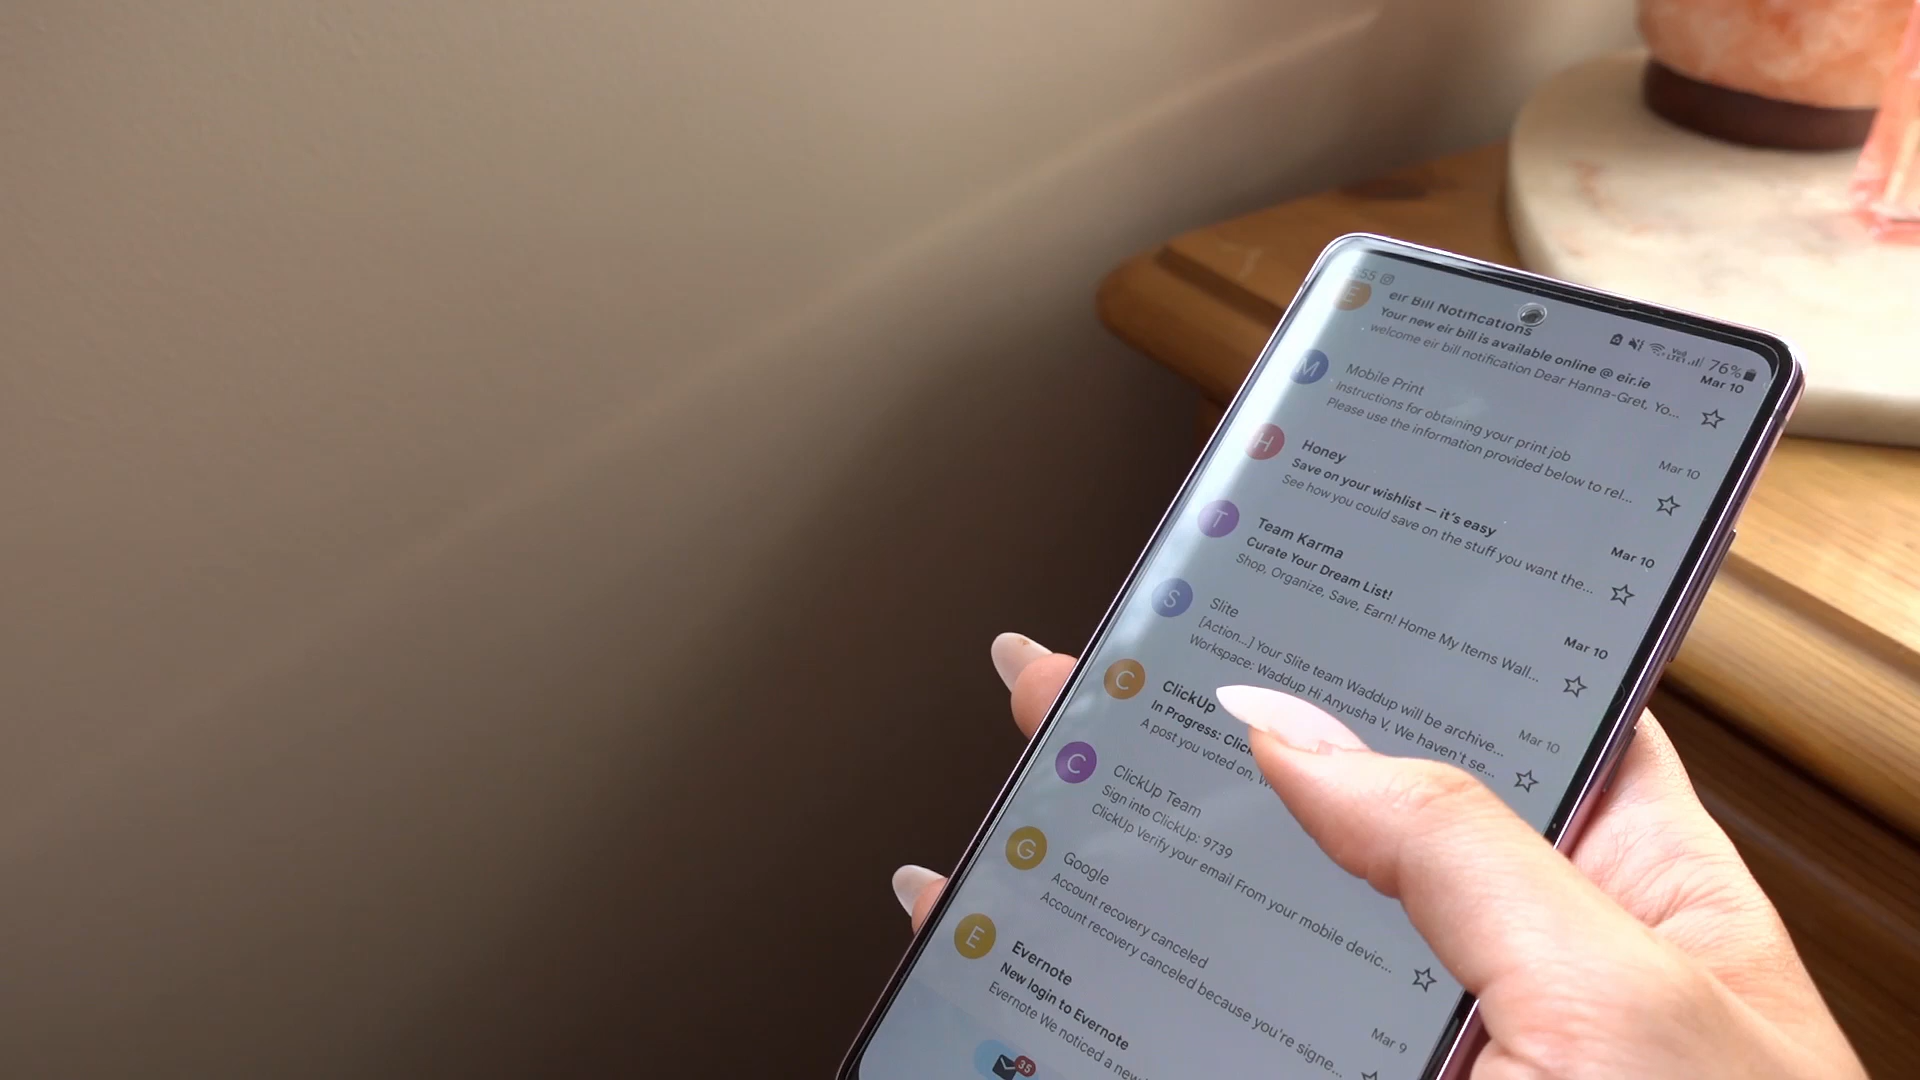 :55
76%
E
eir Bill Notifications
Mar 10
Your new eir bill is available online @ eir.ie
welcome eir bill notification Dear Hanna-Gret, Yo...
M
Mobile Print
Mar 10
Instructions for obtaining your print job
Please use the information provided below to rel...
H
Honey
Mar 10
Save on your wishlist — it's easy
See how you could save on the stuff you want the...
T
Team Karma
Mar 10
Curate Your Dream List!
Shop, Organize, Save, Earn! Home My Items Wall...
S
Slite
Mar 10
[Action...] Your Slite team Waddup will be archive...
Workspace: Waddup Hi Anyusha V, We haven't se...
C
ClickUp
In Progress: Click
A post you voted on,
C
ClickUp Team
Sign into ClickUp: 9739
ClickUp Verify your email From your mobile devic...
G
Google
Mar 9
Account recovery canceled
Account recovery canceled because you're signe...
E
Evernote
New login to Evernote
Evernote We noticed a new
35